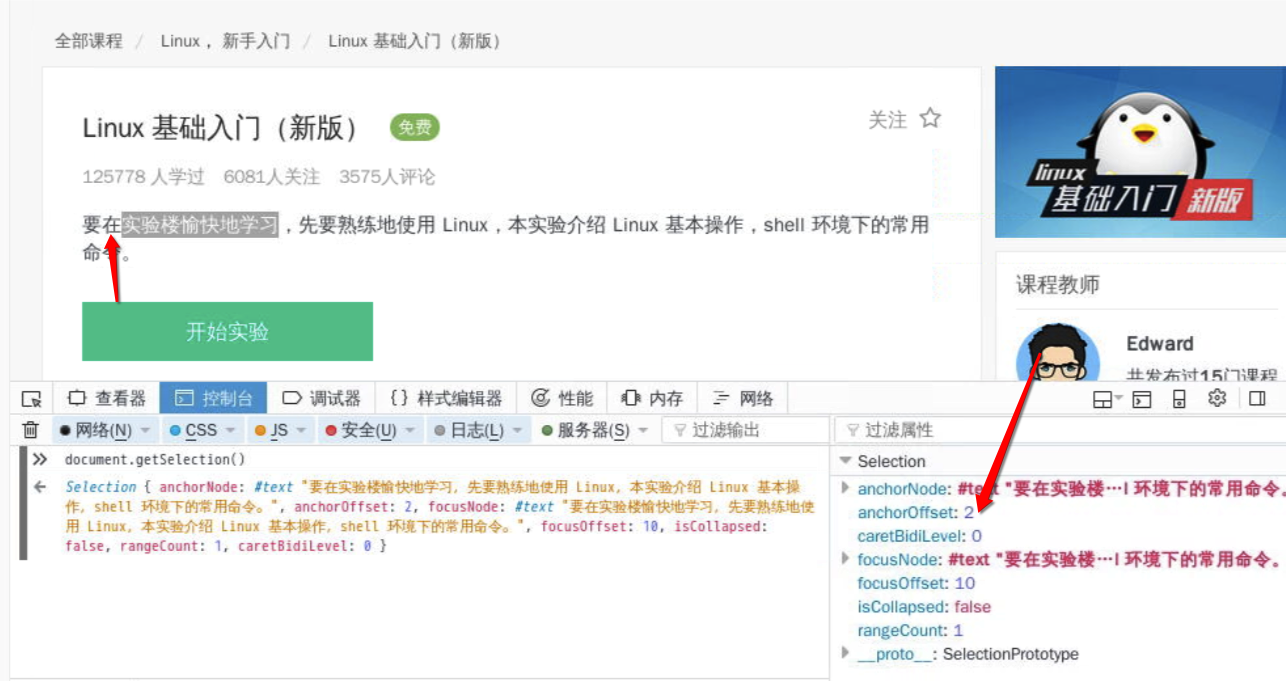 全部课程 / Linux， 新手入门 / Linux 基础入门（新版）
Linux 基础入门（新版） 免费
关注
125778 人学过 6081人关注 3575人评论
要在实验楼愉快地学习，先要熟练地使用 Linux，本实验介绍 Linux 基本操作，shell 环境下的常用
命令。
开始实验
linux
基础入门 新版
课程教师
Edward
共发布过15门课程
查看器 控制台 调试器 {} 样式编辑器 性能 内存 网络
网络(N) CSS JS 安全(U) 日志(L) 服务器(S) 过滤输出
过滤属性
document.getSelection()
Selection { anchorNode: #text "要在实验楼愉快地学习，先要熟练地使用 Linux，本实验介绍 Linux 基本操
作，shell 环境下的常用命令。", anchorOffset: 2, focusNode: #text "要在实验楼愉快地学习，先要熟练地使
用 Linux，本实验介绍 Linux 基本操作，shell 环境下的常用命令。", focusOffset: 10, isCollapsed:
false, rangeCount: 1, caretBidiLevel: 0 }
Selection
anchorNode: #text "要在实验楼…l 环境下的常用命令。
anchorOffset: 2
caretBidiLevel: 0
focusNode: #text "要在实验楼…l 环境下的常用命令。
focusOffset: 10
isCollapsed: false
rangeCount: 1
__proto__: SelectionPrototype